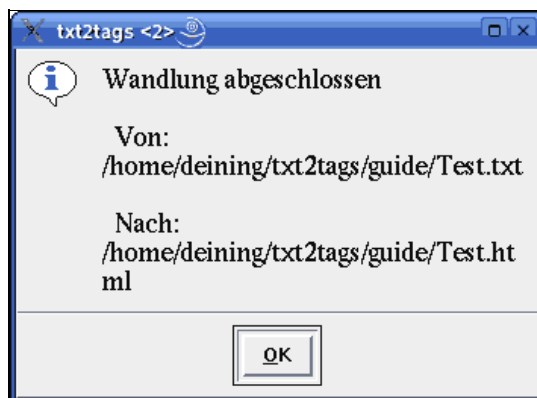 txt2tags <2>
Wandlung abgeschlossen
Von:
/home/deining/txt2tags/guide/Test.txt
Nach:
/home/deining/txt2tags/guide/Test.ht
ml
OK